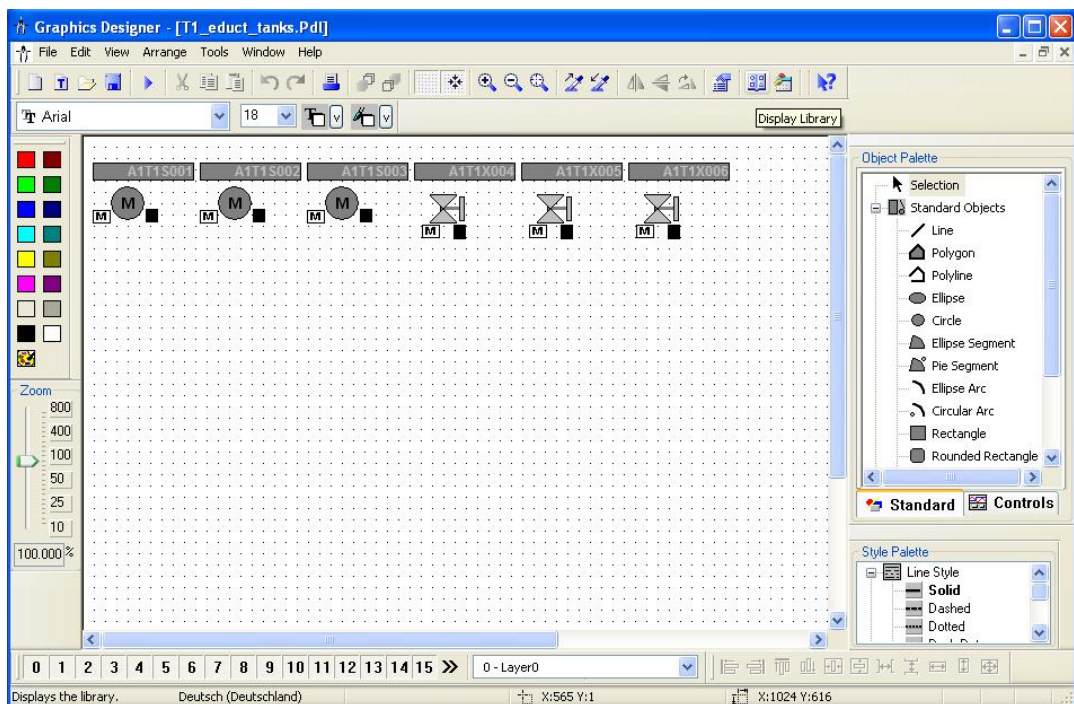 Graphics Designer - [T1_educt_tanks.Pdl]
File Edit View Arrange Tools Window Help
Arial 18
Display Library
A1T1S001 A1T1S002 A1T1S003 A1T1X004 A1T1X005 A1T1X006
M M M
M M M M M M
Zoom
800
400
100
50
25
10
100.000 %
Object Palette
Selection
Standard Objects
Line
Polygon
Polyline
Ellipse
Circle
Ellipse Segment
Pie Segment
Ellipse Arc
Circular Arc
Rectangle
Rounded Rectangle
Standard Controls
Style Palette
Line Style
Solid
Dashed
Dotted
0 1 2 3 4 5 6 7 8 9 10 11 12 13 14 15 0 - Layer0
Displays the library. Deutsch (Deutschland) X:565 Y:1 X:1024 Y:616